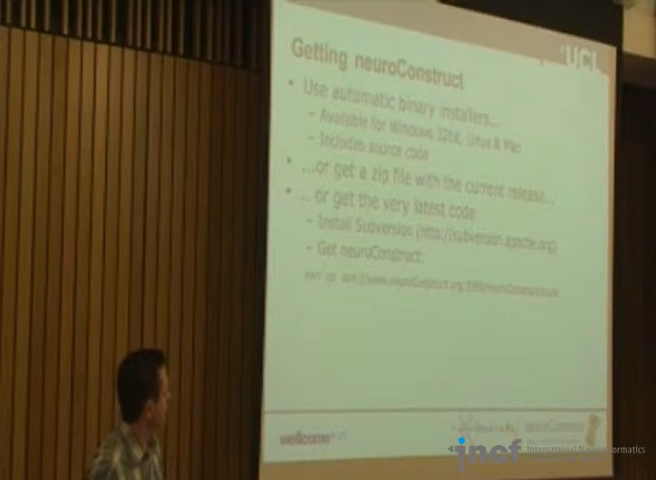 UCL
Getting neuroConstruct
• Use automatic binary installers...
– Available for Windows 32bit, Linux & Mac
– Includes source code
• ...or get a zip file with the current release...
• .. or get the very latest code
– Install Subversion (http://subversion.apache.org)
– Get neuroConstruct:
wellcome
incf International